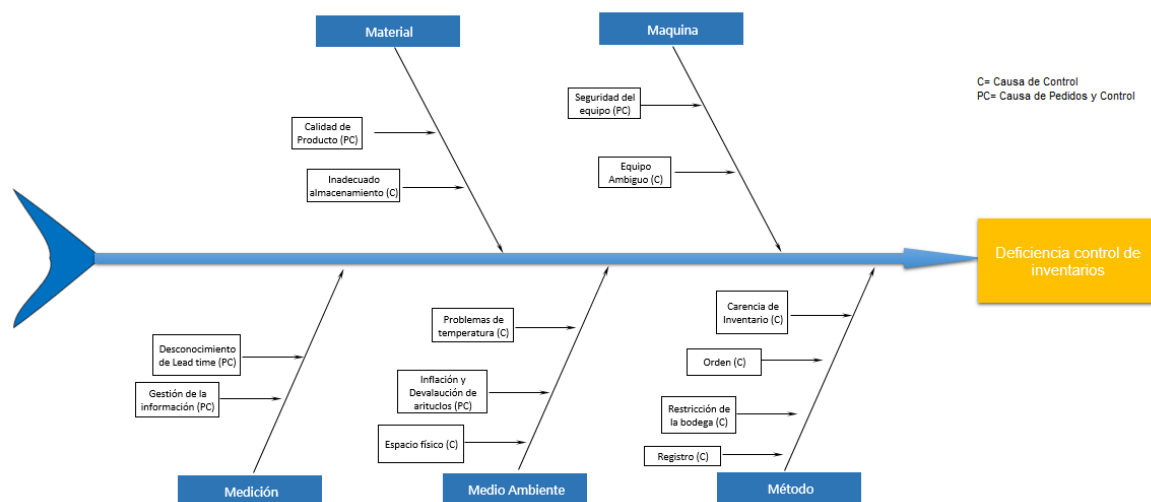 Material
Maquina
C= Causa de Control
PC= Causa de Pedidos y Control
Calidad de
Producto (PC)
Inadecuado
almacenamiento (C)
Seguridad del
equipo (PC)
Equipo
Ambiguo (C)
Deficiencia control de
inventarios
Desconocimiento
de Lead time (PC)
Gestión de la
información (PC)
Problemas de
temperatura (C)
Inflación y
Devalaución de
arituclos (PC)
Espacio físico (C)
Carencia de
Inventario (C)
Orden (C)
Restricción de
la bodega (C)
Registro (C)
Medición
Medio Ambiente
Método